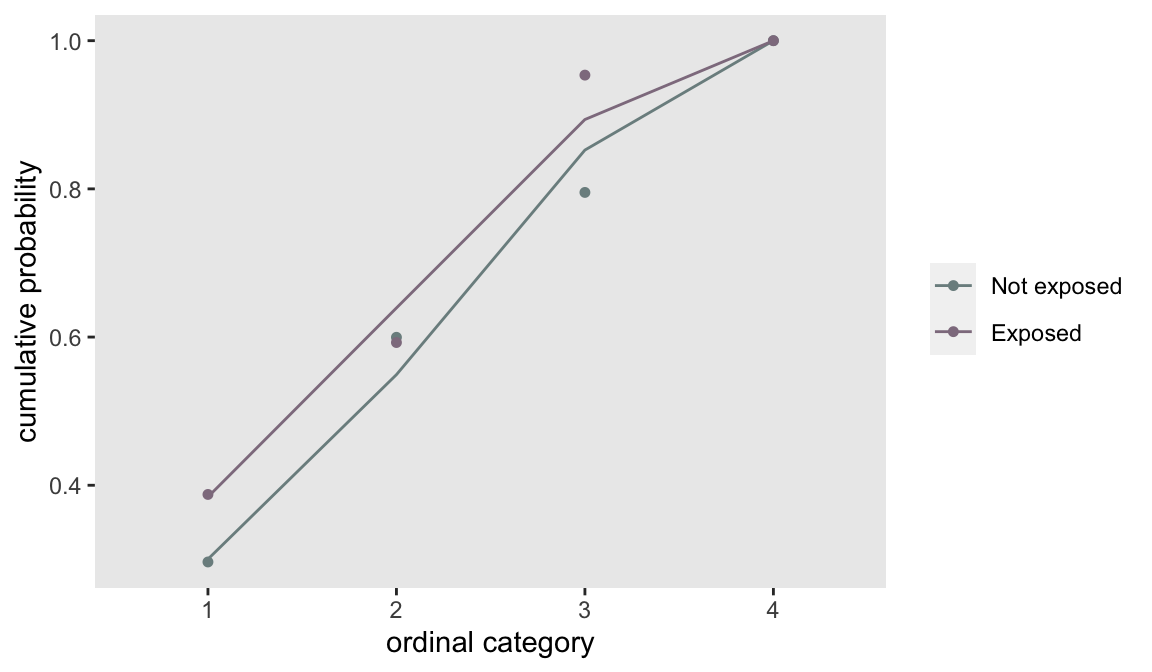 cumulative probability
1.0
0.8
0.6
0.4
1 2 3 4
ordinal category
Not exposed
Exposed